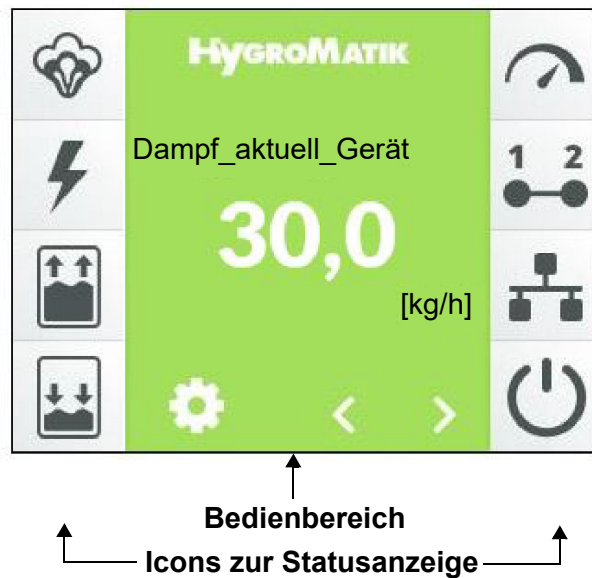 HYGROMATIK
Dampf_aktuell_Gerät
1 2
30,0
[kg/h]
Bedienbereich
Icons zur Statusanzeige